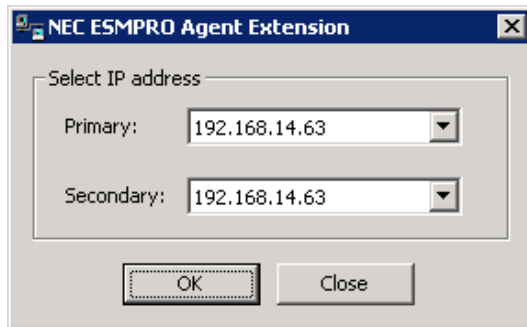 NEC ESMPRO Agent Extension
Select IP address
Primary: 192.168.14.63
Secondary: 192.168.14.63
OK Close